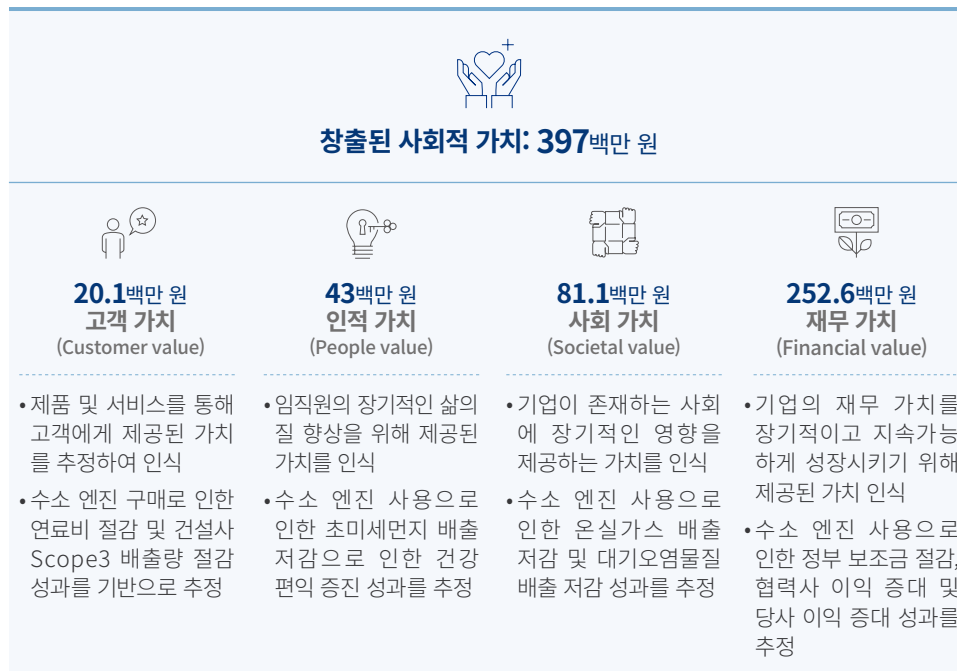 창출된 사회적 가치: 397백만 원
20.1백만 원
고객 가치
(Customer value)
• 제품 및 서비스를 통해
고객에게 제공된 가치
를 추정하여 인식
• 수소 엔진 구매로 인한
연료비 절감 및 건설사
Scope3 배출량 절감
성과를 기반으로 추정
43백만 원
인적 가치
(People value)
• 임직원의 장기적인 삶의
질 향상을 위해 제공된
가치를 인식
• 수소 엔진 사용으로
인한 초미세먼지 배출
저감으로 인한 건강
편익 증진 성과를 추정
81.1백만 원
사회 가치
(Societal value)
• 기업이 존재하는 사회
에 장기적인 영향을
제공하는 가치를 인식
• 수소 엔진 사용으로
인한 온실가스 배출
저감 및 대기오염물질
배출 저감 성과를 추정
252.6백만 원
재무 가치
(Financial value)
• 기업의 재무 가치를
장기적이고 지속가능
하게 성장시키기 위해
제공된 가치 인식
• 수소 엔진 사용으로
인한 정부 보조금 절감,
협력사 이익 증대 및
당사 이익 증대 성과를
추정